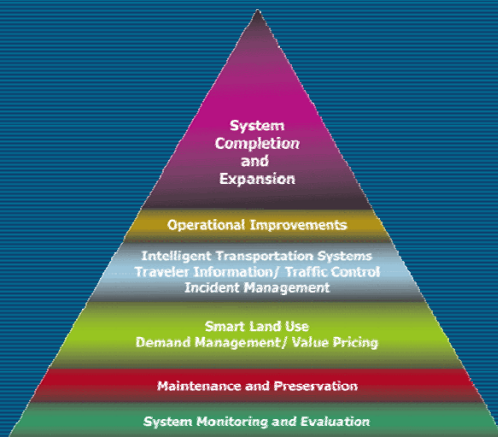 System
Completion
and
Expansion
Operational Improvements
Intelligent Transportation Systems
Traveler Information/ Traffic Control
Incident Management
Smart Land Use
Demand Management/ Value Pricing
Maintenance and Preservation
System Monitoring and Evaluation